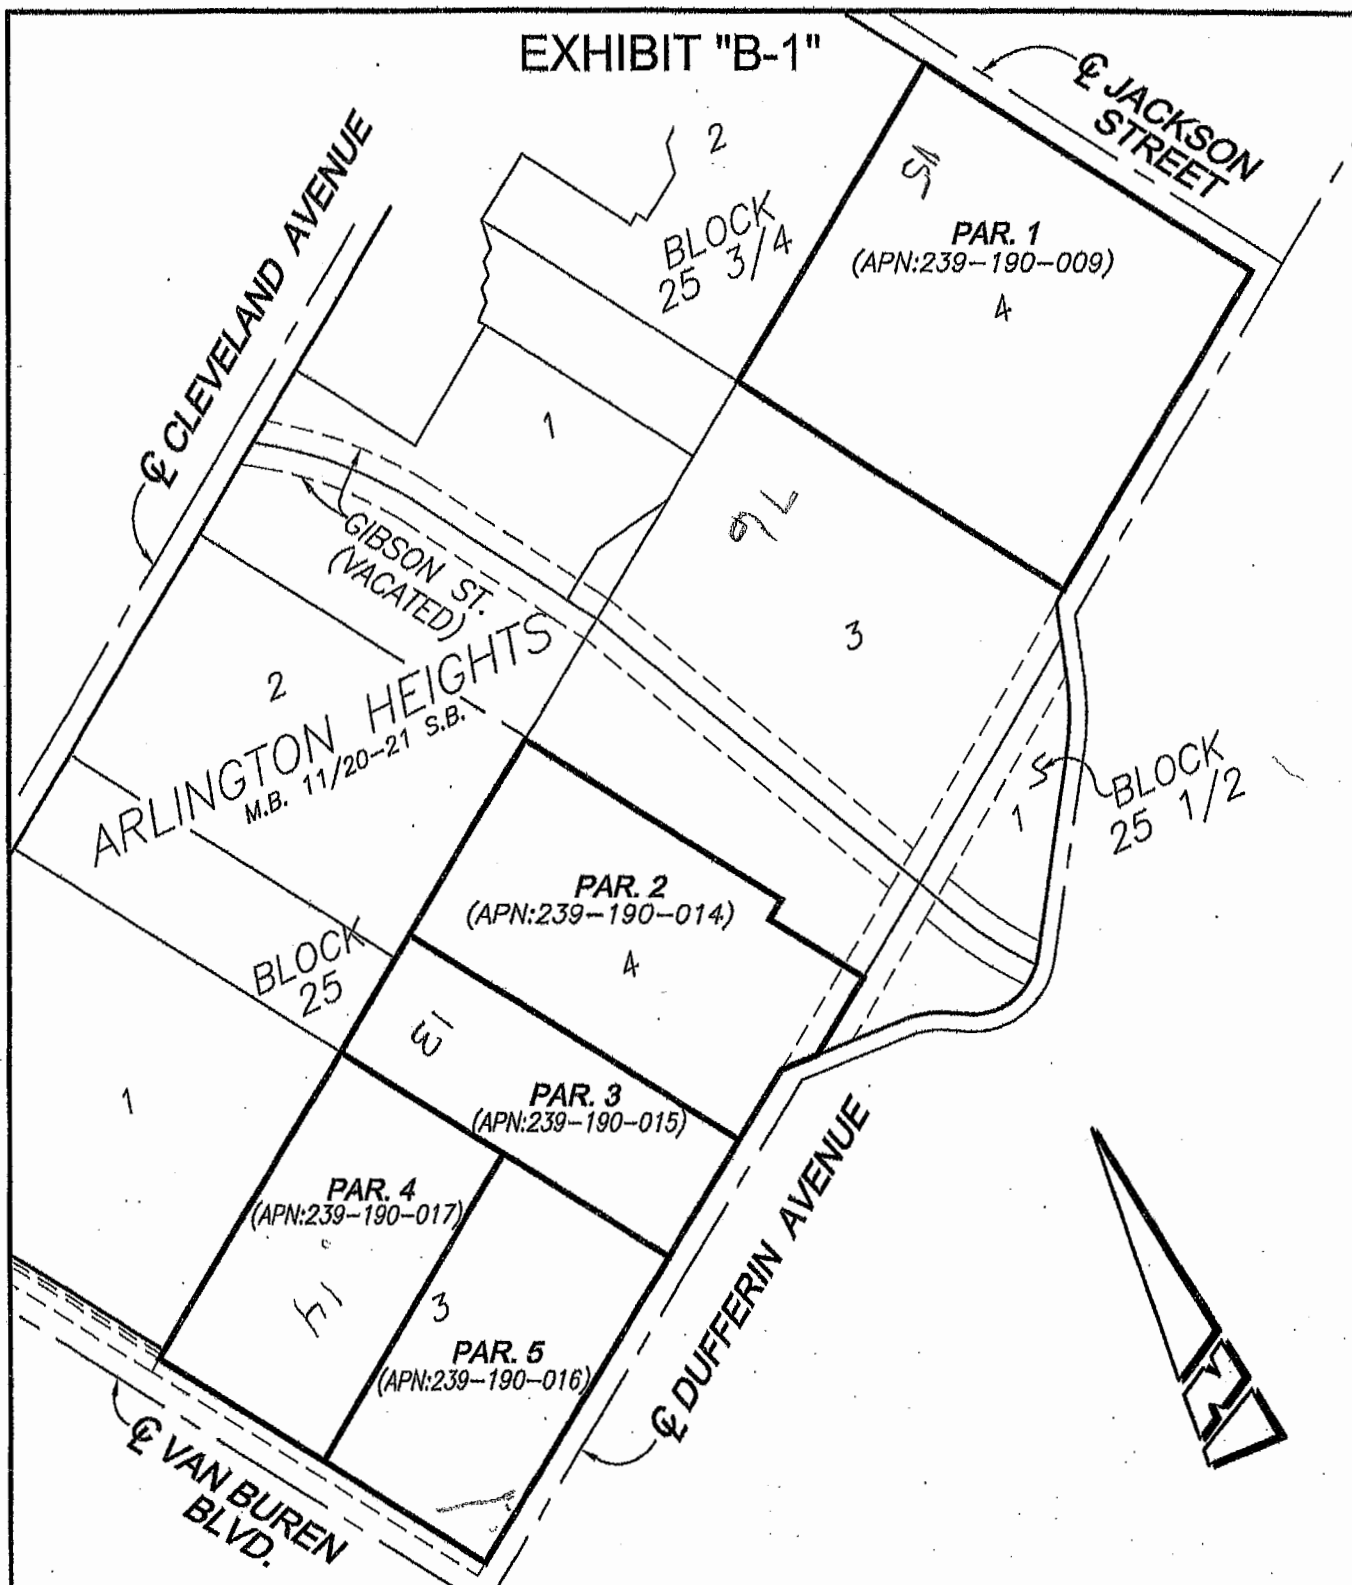 EXHIBIT "B-1"
℄ JACKSON
STREET
℄ CLEVELAND AVENUE
2
BLOCK
25 3/4
PAR. 1
(APN:239-190-009)
4
1
GIBSON ST.
(VACATED)
3
2
ARLINGTON HEIGHTS
M.B. 11/20-21 S.B.
BLOCK
25 1/2
1
PAR. 2
(APN:239-190-014)
4
BLOCK
25
1
PAR. 3
(APN:239-190-015)
PAR. 4
(APN:239-190-017)
3
PAR. 5
(APN:239-190-016)
℄ DUFFERIN AVENUE
℄ VAN BUREN
BLVD.